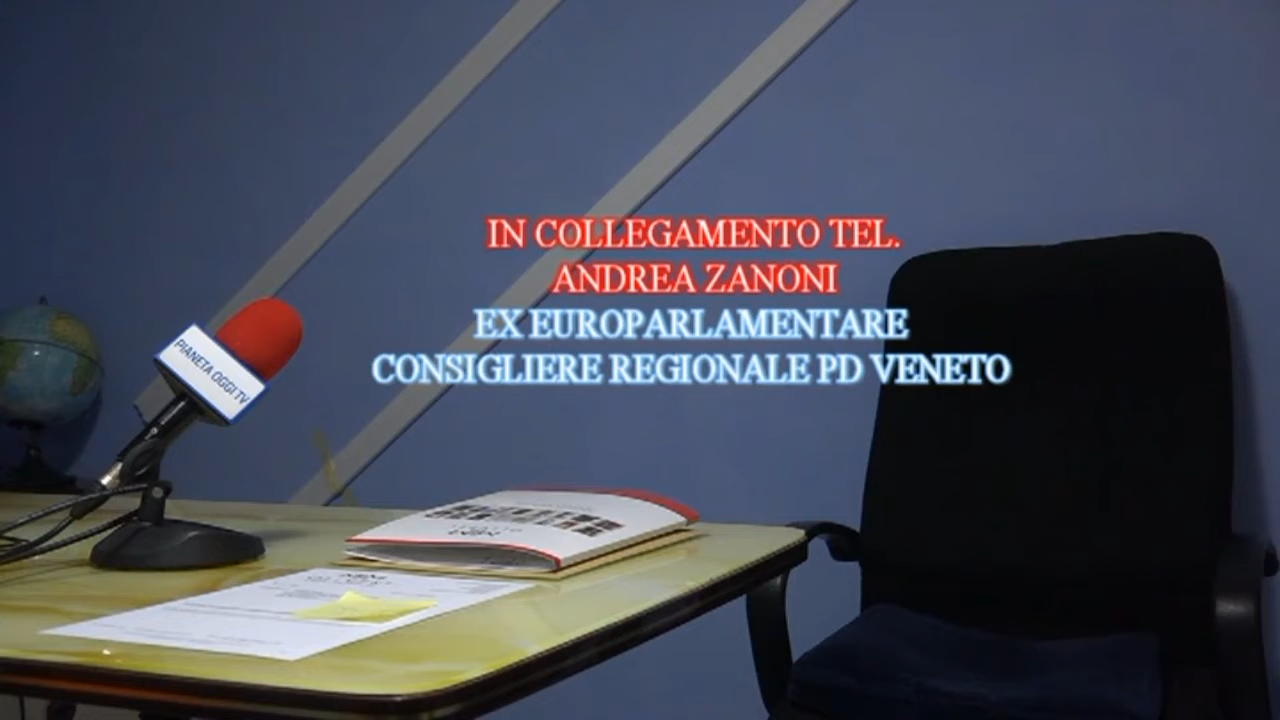 IN COLLEGAMENTO TEL.
ANDREA ZANONI
EX EUROPARLAMENTARE
CONSIGLIERE REGIONALE PD VENETO
PIANETA OGGI TV